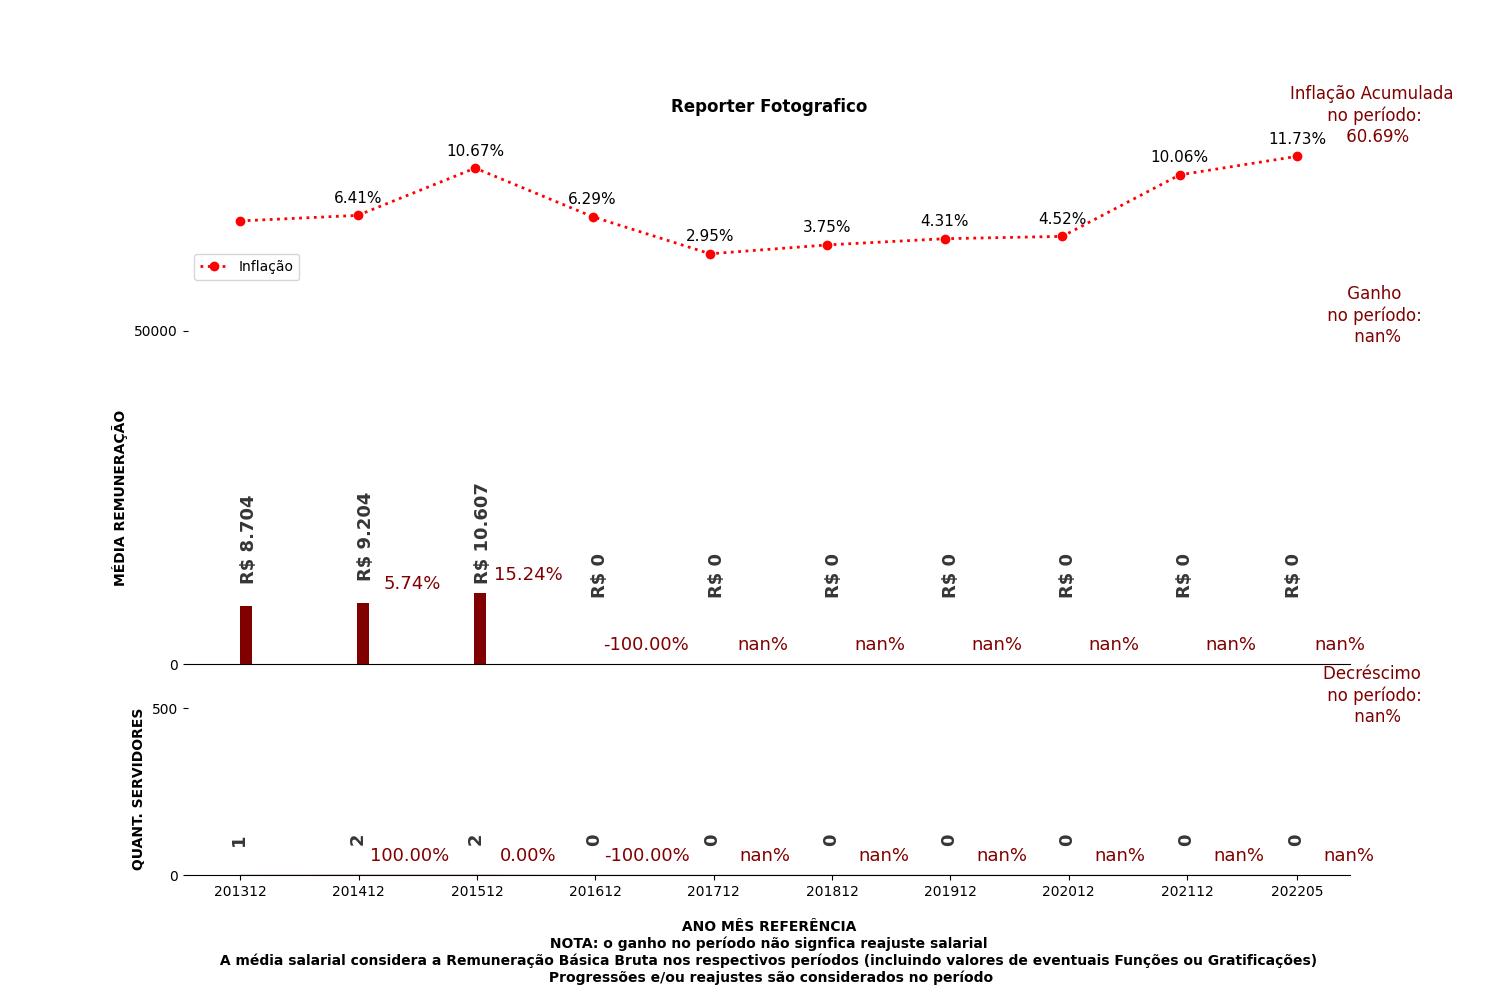 Reporter Fotografico
Inflação Acumulada
no período:
60.69%
6.41%
10.67%
6.29%
2.95%
3.75%
4.31%
4.52%
10.06%
11.73%
Inflação
Ganho
no período:
nan%
50000
0
MÉDIA REMUNERAÇÃO
R$ 8.704
R$ 9.204
R$ 10.607
R$ 0
R$ 0
R$ 0
R$ 0
R$ 0
R$ 0
R$ 0
5.74%
15.24%
-100.00%
nan%
nan%
nan%
nan%
nan%
nan%
Decréscimo
no período:
nan%
500
0
QUANT. SERVIDORES
1
2
2
0
0
0
0
0
0
0
100.00%
0.00%
-100.00%
nan%
nan%
nan%
nan%
nan%
nan%
201312
201412
201512
201612
201712
201812
201912
202012
202112
202205
ANO MÊS REFERÊNCIA
NOTA: o ganho no período não signfica reajuste salarial
A média salarial considera a Remuneração Básica Bruta nos respectivos períodos (incluindo valores de eventuais Funções ou Gratificações)
Progressões e/ou reajustes são considerados no período